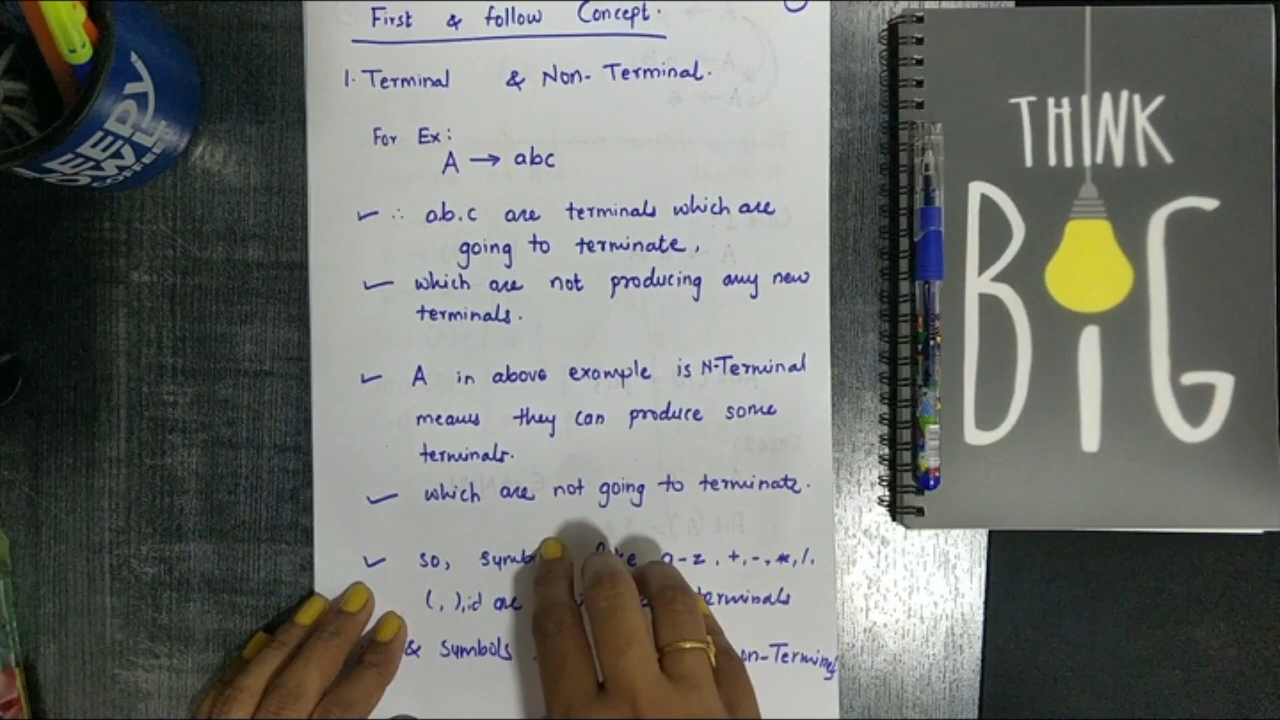 First & follow Concept.
1. Terminal & Non-Terminal.
For Ex:
A → abc
✓ ∴ ab.c are terminals which are
going to terminate,
✓ which are not producing any new
terminals.
✓ A in above example is N-Terminal
means they can produce some
terminals.
✓ which are not going to terminate.
✓ so, a-z, +, -, *, /.
(, ), id are terminals
& symbols
THINK
BiG
COFFEE